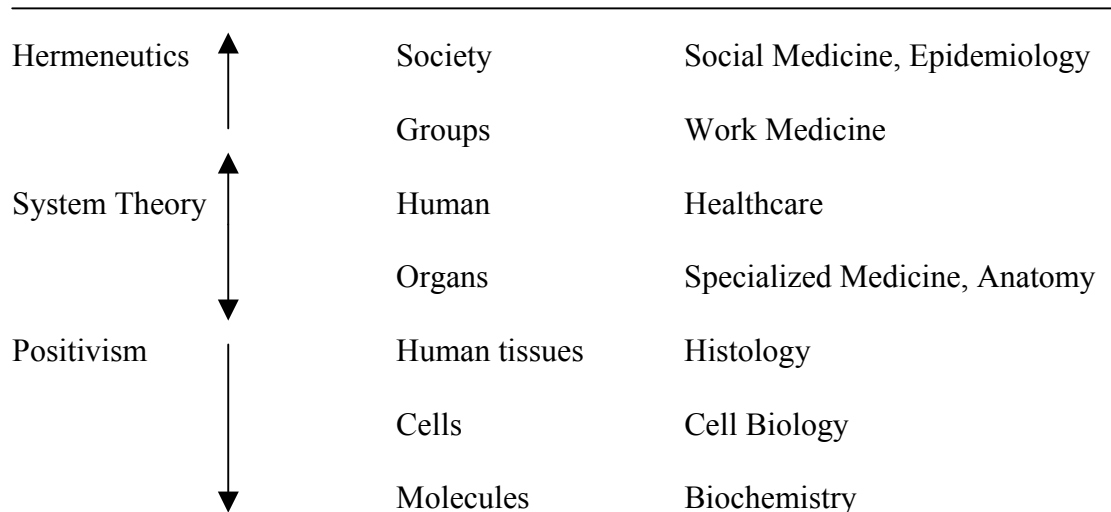 Hermeneutics Society Social Medicine, Epidemiology
Groups Work Medicine
System Theory Human Healthcare
Organs Specialized Medicine, Anatomy
Positivism Human tissues Histology
Cells Cell Biology
Molecules Biochemistry